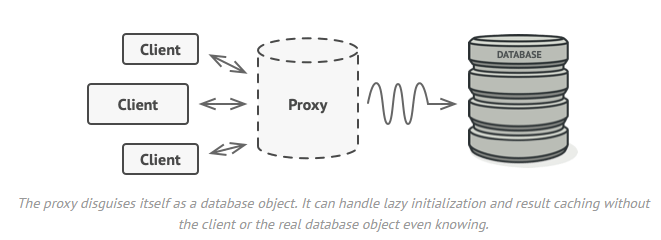 Client
Client
Client
Proxy
DATABASE
The proxy disguises itself as a database object. It can handle lazy initialization and result caching without
the client or the real database object even knowing.